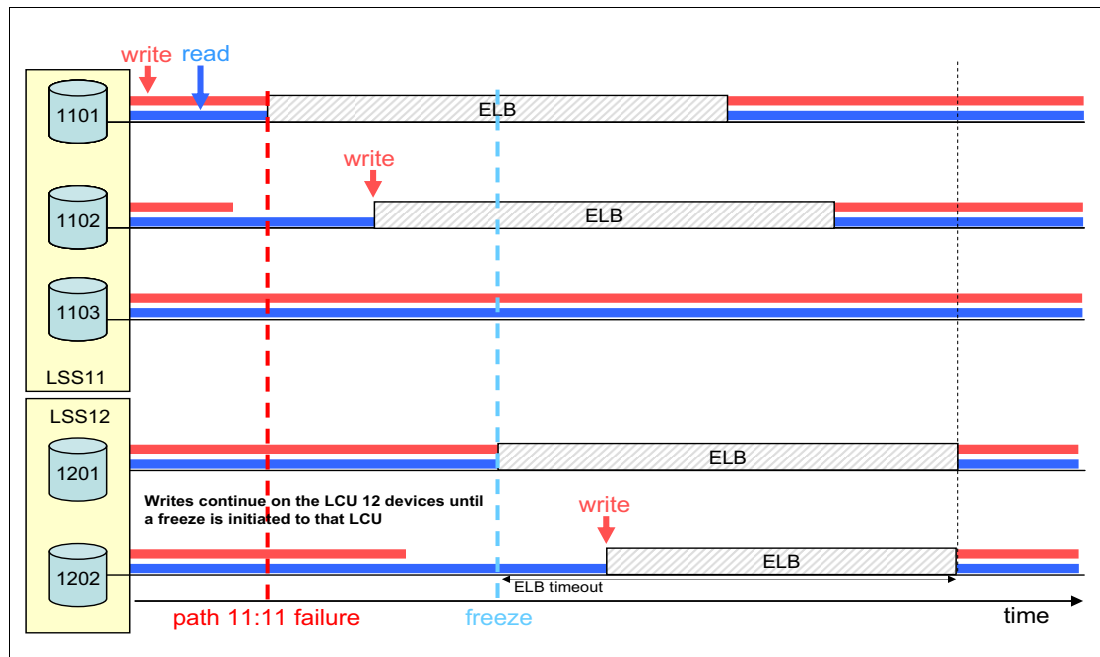 write read
1101
ELB
write
1102
ELB
1103
LSS11
LSS12
1201
ELB
Writes continue on the LCU 12 devices until
a freeze is initiated to that LCU
write
1202
ELB
ELB timeout
path 11:11 failure
freeze
time